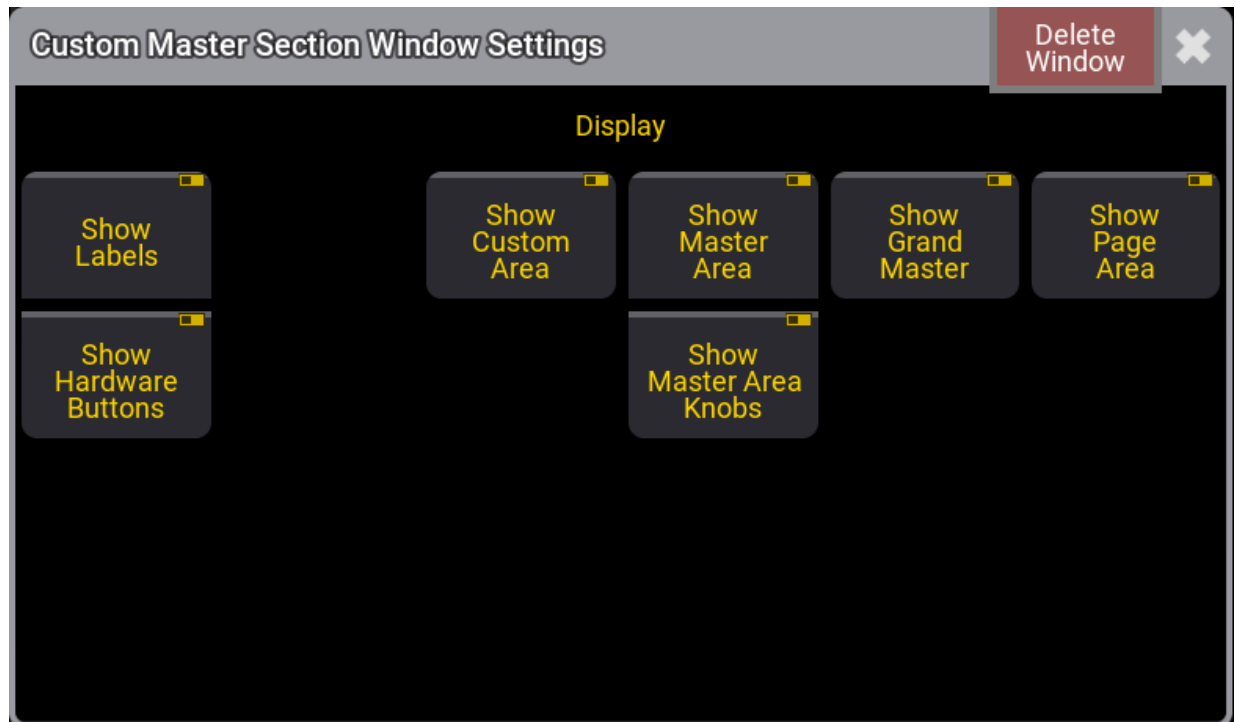 Custom Master Section Window Settings
Delete
Window
Display
Show
Labels
Show
Custom
Area
Show
Master
Area
Show
Grand
Master
Show
Page
Area
Show
Hardware
Buttons
Show
Master Area
Knobs